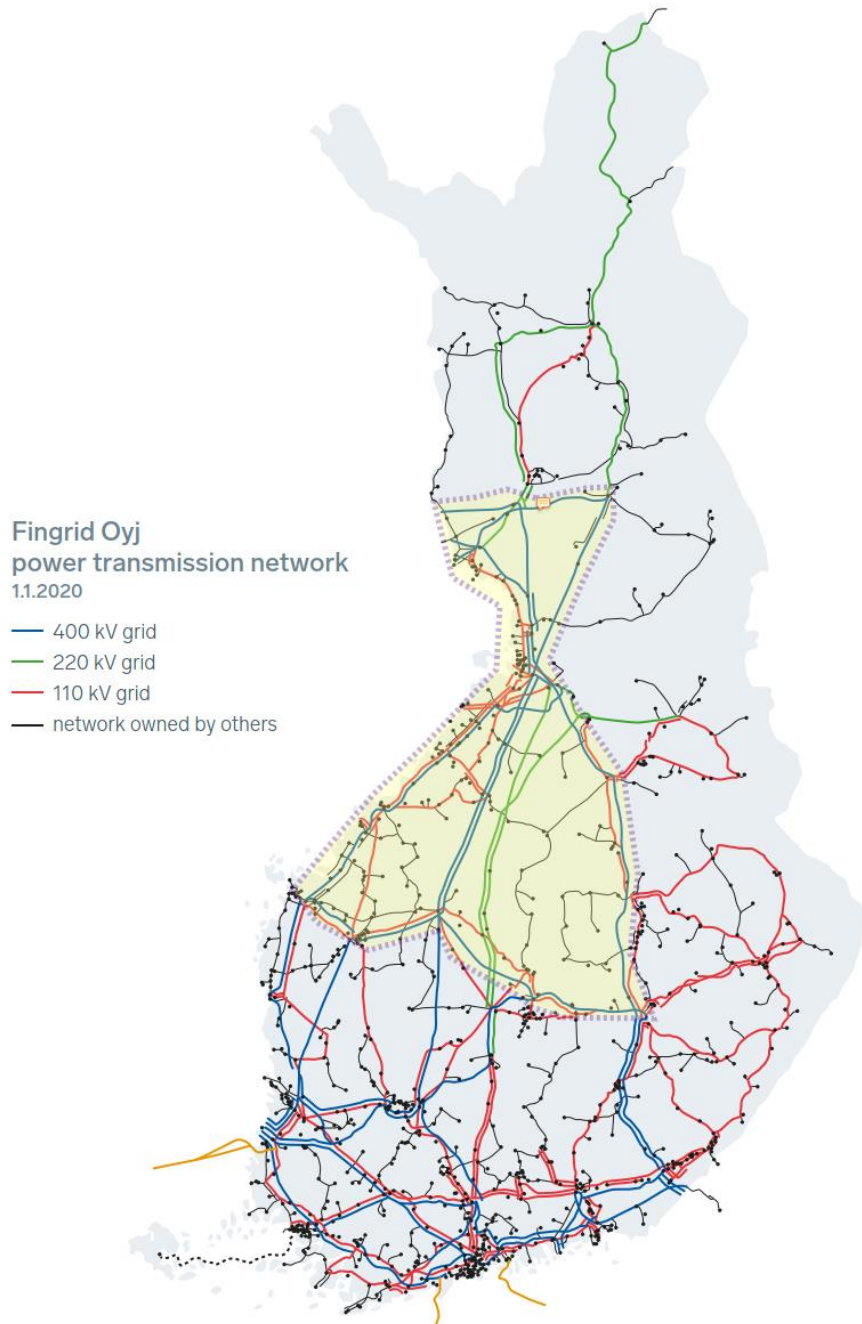 Fingrid Oyj
power transmission network
1.1.2020
400 kV grid
220 kV grid
110 kV grid
network owned by others